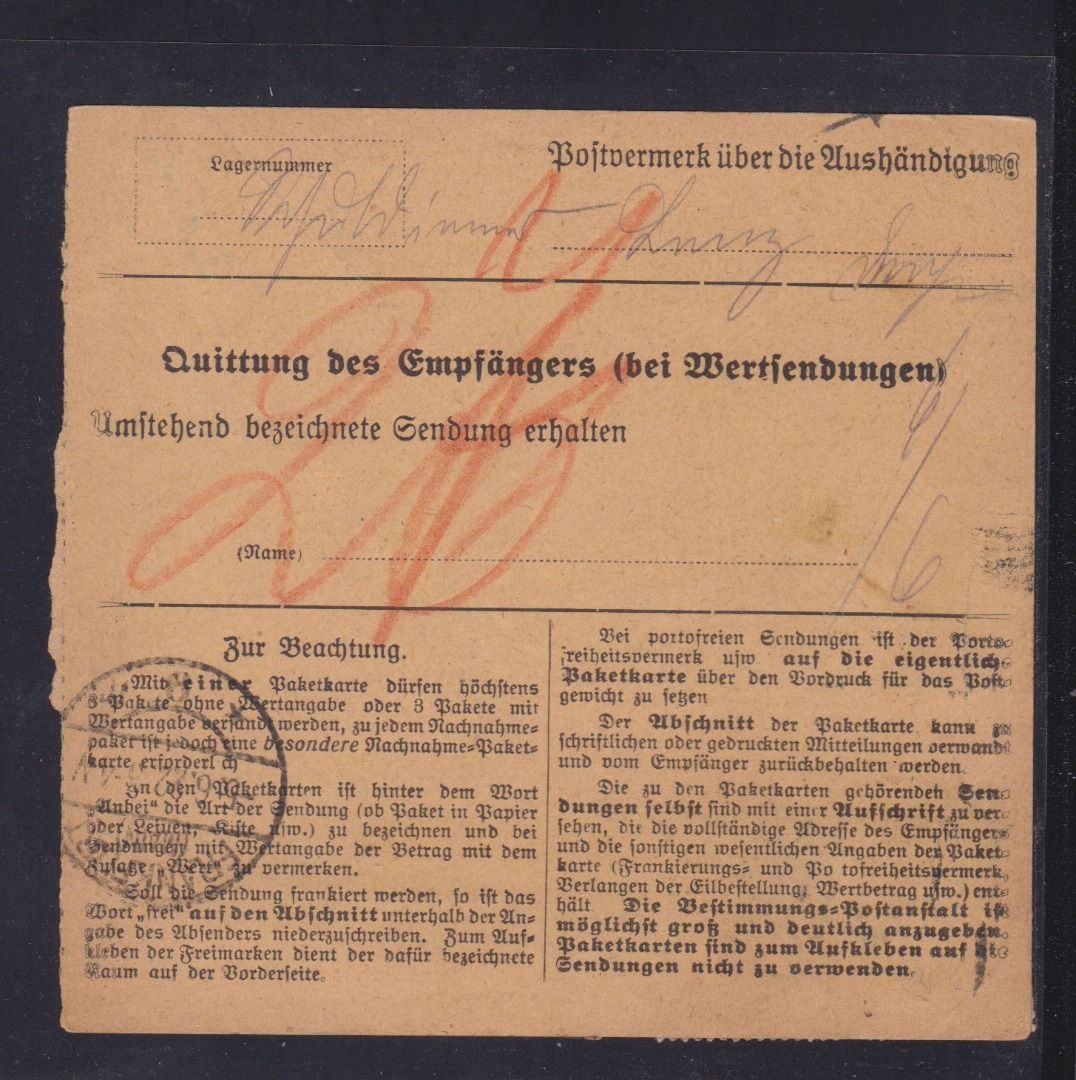 Lagernummer
Postvermerk über die Aushändigung
Quittung des Empfängers (bei Wertsendungen)
Umstehend bezeichnete Sendung erhalten
(Name)
Zur Beachtung.
Mit einer Paketkarte dürfen höchstens
3 Pakete ohne Wertangabe oder 3 Pakete mit
Wertangabe versandt werden, zu jedem Nachnahme-
paket ist jedoch eine besondere Nachnahme-Paket-
karte erforderlich
In den Paketkarten ist hinter dem Wort
„Anbei“ die Art der Sendung (ob Paket in Papier
oder Leinen, Kiste usw.) zu bezeichnen und bei
Sendungen mit Wertangabe der Betrag mit dem
Zusatze „Wert“ zu vermerken.
Soll die Sendung frankiert werden, so ist das
Wort „frei“ auf den Abschnitt unterhalb der An-
gabe des Absenders niederzuschreiben. Zum Auf-
kleben der Freimarken dient der dafür bezeichnete
Raum auf der Vorderseite.
Bei portofreien Sendungen ist der Porto-
freiheitsvermerk usw auf die eigentlich
Paketkarte über den Vordruck für das Post
gewicht zu setzen
Der Abschnitt der Paketkarte kann zu
schriftlichen oder gedruckten Mitteilungen verwandt
und vom Empfänger zurückbehalten werden.
Die zu den Paketkarten gehörenden Sen-
dungen selbst sind mit einer Aufschrift zu ver-
sehen, die die vollständige Adresse des Empfängers
und die sonstigen wesentlichen Angaben der Paket-
karte (Frankierungs- und Portofreiheitsvermerk,
Verlangen der Eilbestellung, Wertbetrag usw.) ent-
hält Die Bestimmungs-Postanstalt ist
möglichst groß und deutlich anzugeben.
Paketkarten sind zum Aufkleben auf die
Sendungen nicht zu verwenden.